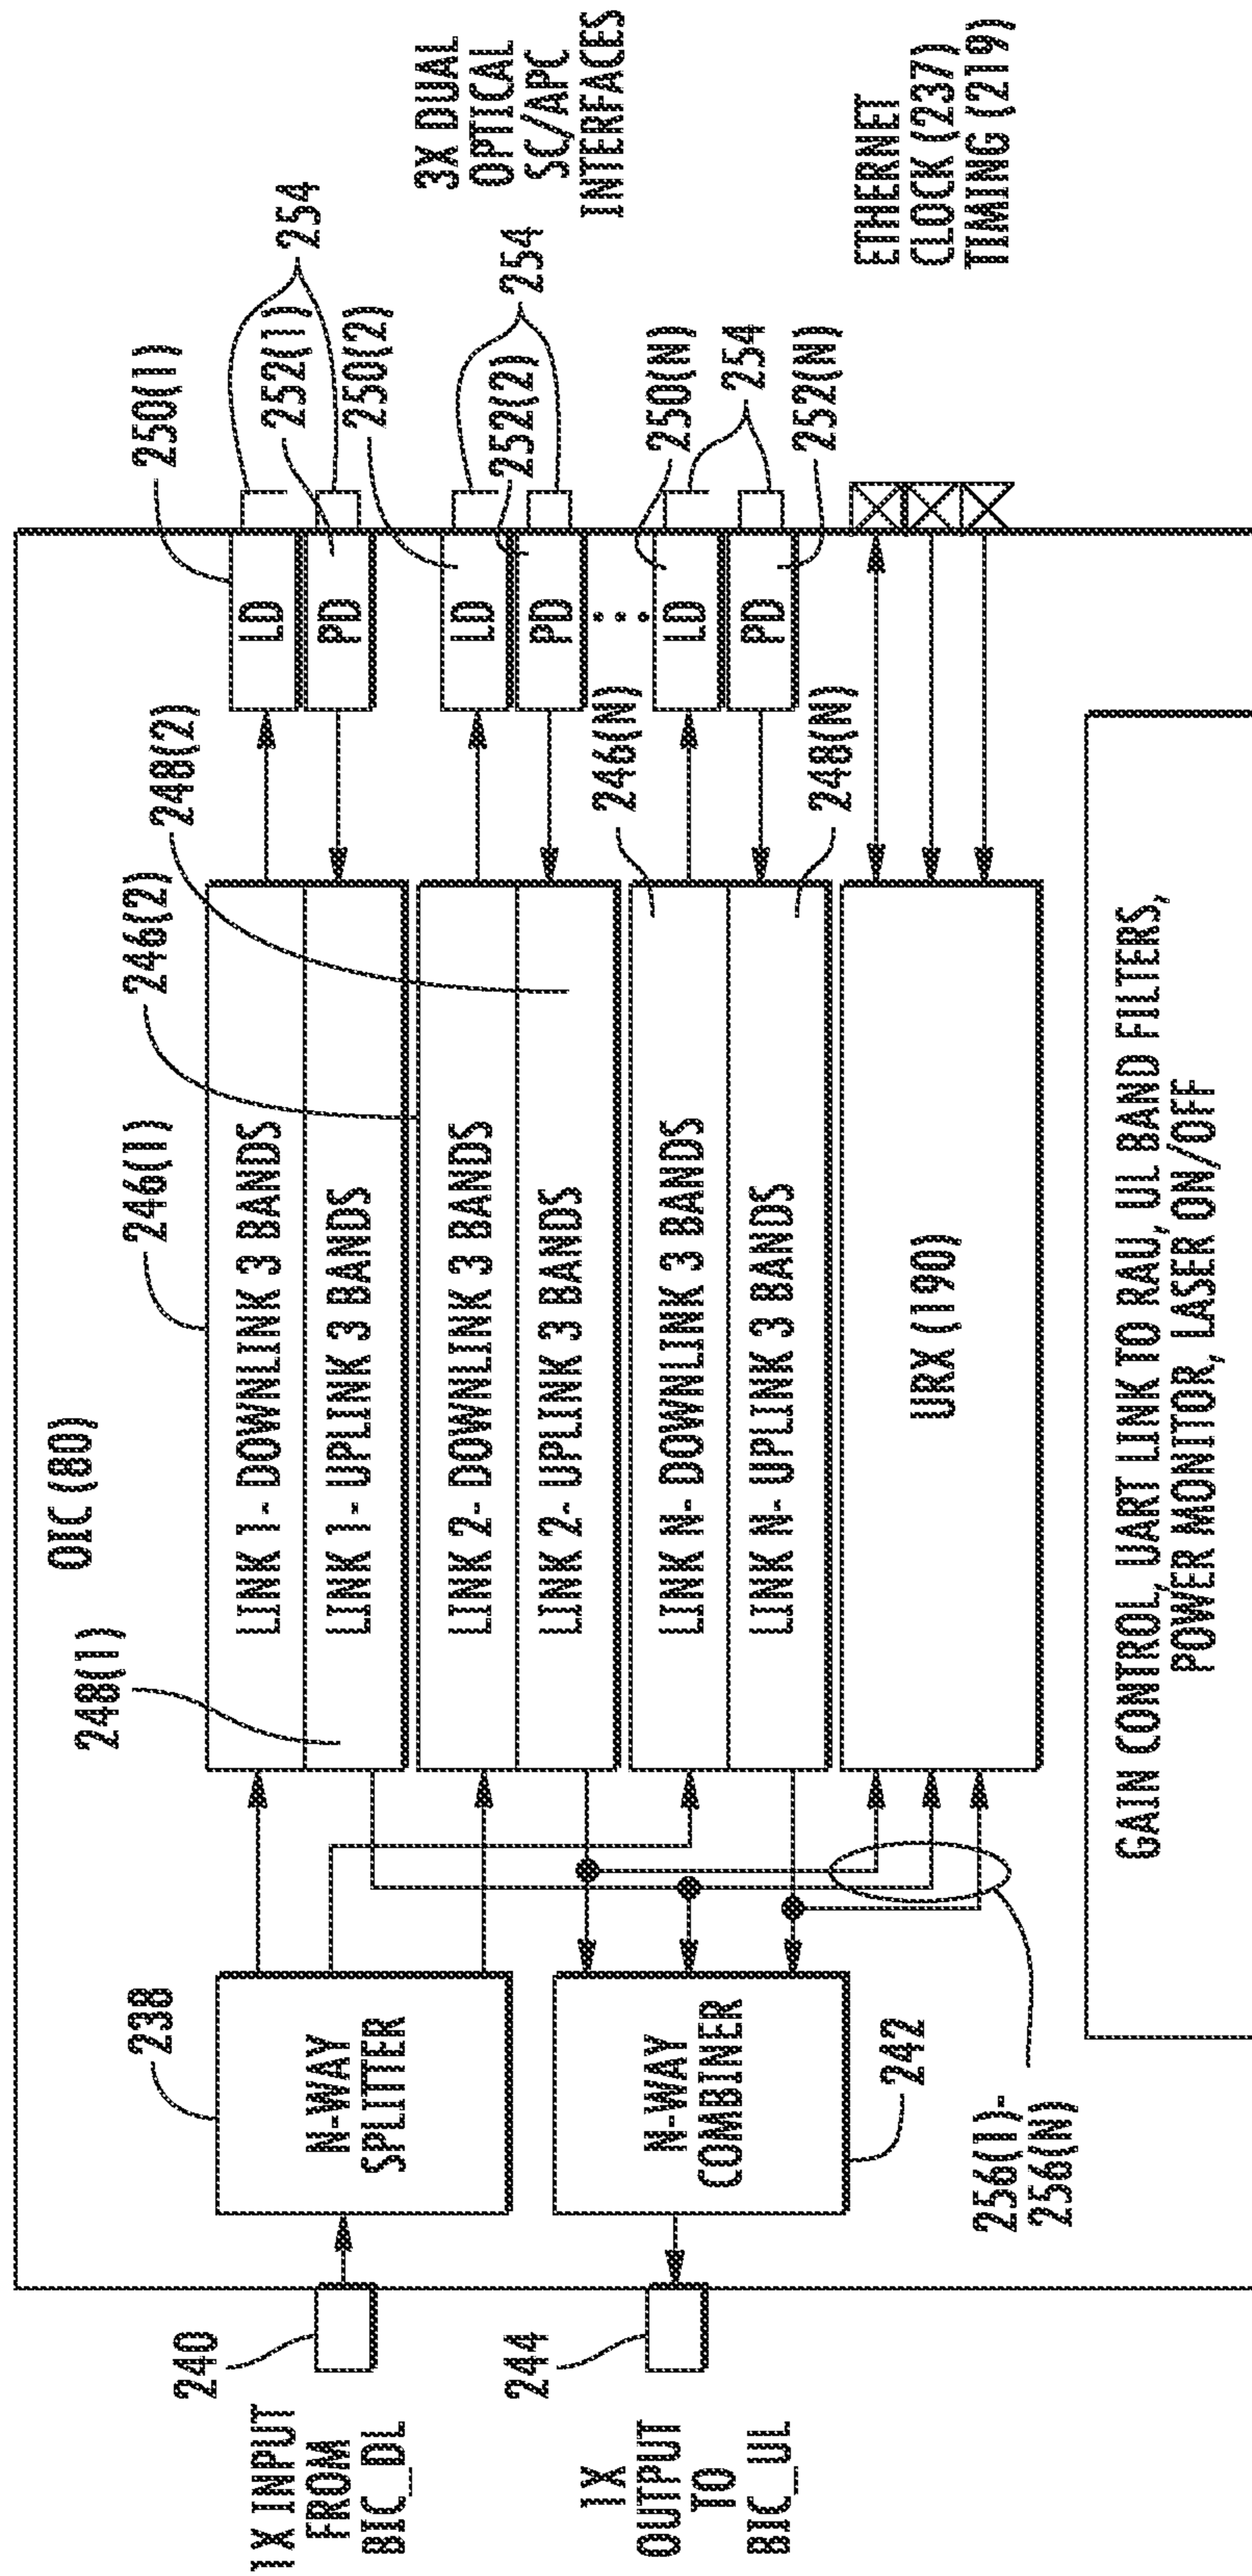 OIC (80)
1X INPUT
FROM
BIC_DL
240
238
N-WAY
SPLITTER
1X
OUTPUT
TO
BIC_UL
244
N-WAY
COMBINER
242
256(1)-
256(N)
248(1)
246(1)
246(2)
248(2)
LINK 1 - DOWNLINK 3 BANDS
LINK 1 - UPLINK 3 BANDS
LINK 2 - DOWNLINK 3 BANDS
LINK 2 - UPLINK 3 BANDS
LINK N - DOWNLINK 3 BANDS
LINK N - UPLINK 3 BANDS
246(N)
248(N)
URX (190)
LD
PD
LD
PD
LD
PD
250(1)
252(1)
254
250(2)
252(2)
254
250(N)
254
252(N)
3X DUAL
OPTICAL
SC/APC
INTERFACES
ETHERNET
CLOCK (237)
TIMING (219)
GAIN CONTROL, UART LINK TO RAU, UL BAND FILTERS,
POWER MONITOR, LASER ON/OFF